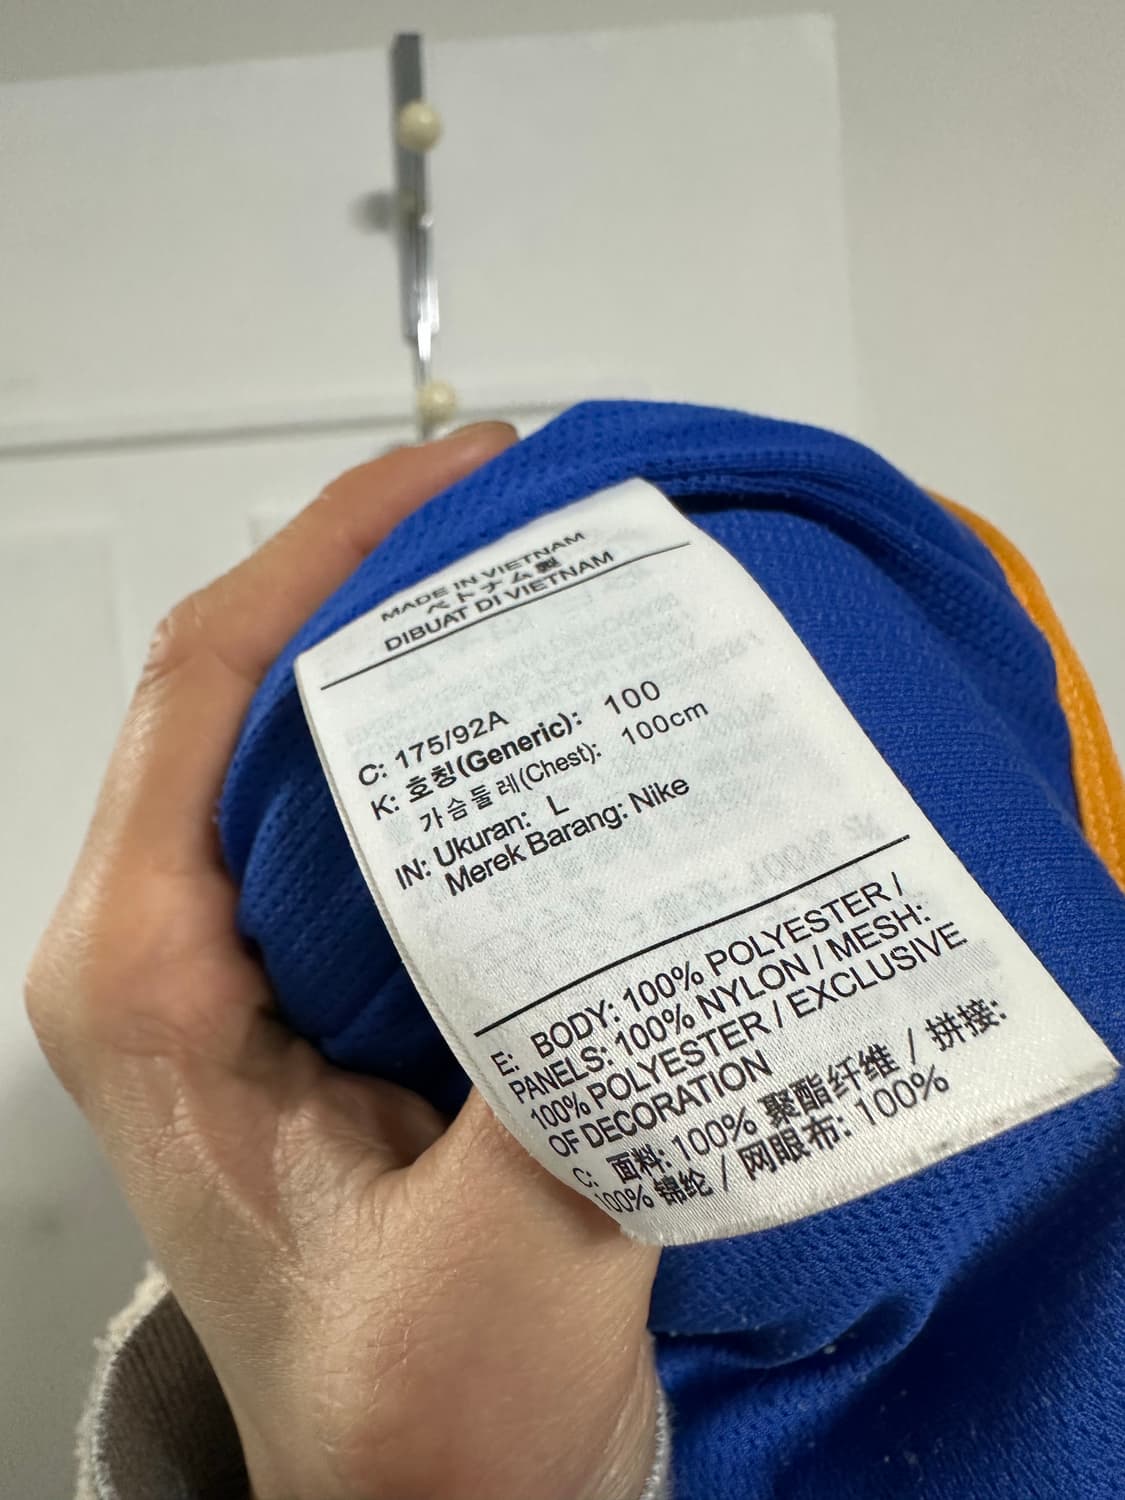 MADE IN VIETNAM
ベトナム製
DIBUAT DI VIETNAM
C: 175/92A
K: 호칭(Generic): 100
가슴둘레(Chest): 100cm
IN: Ukuran: L
Merek Barang: Nike
E: BODY: 100% POLYESTER /
PANELS: 100% NYLON / MESH:
100% POLYESTER / EXCLUSIVE
OF DECORATION
C: 面料: 100% 聚酯纤维 / 拼接:
100% 锦纶 / 网眼布: 100%